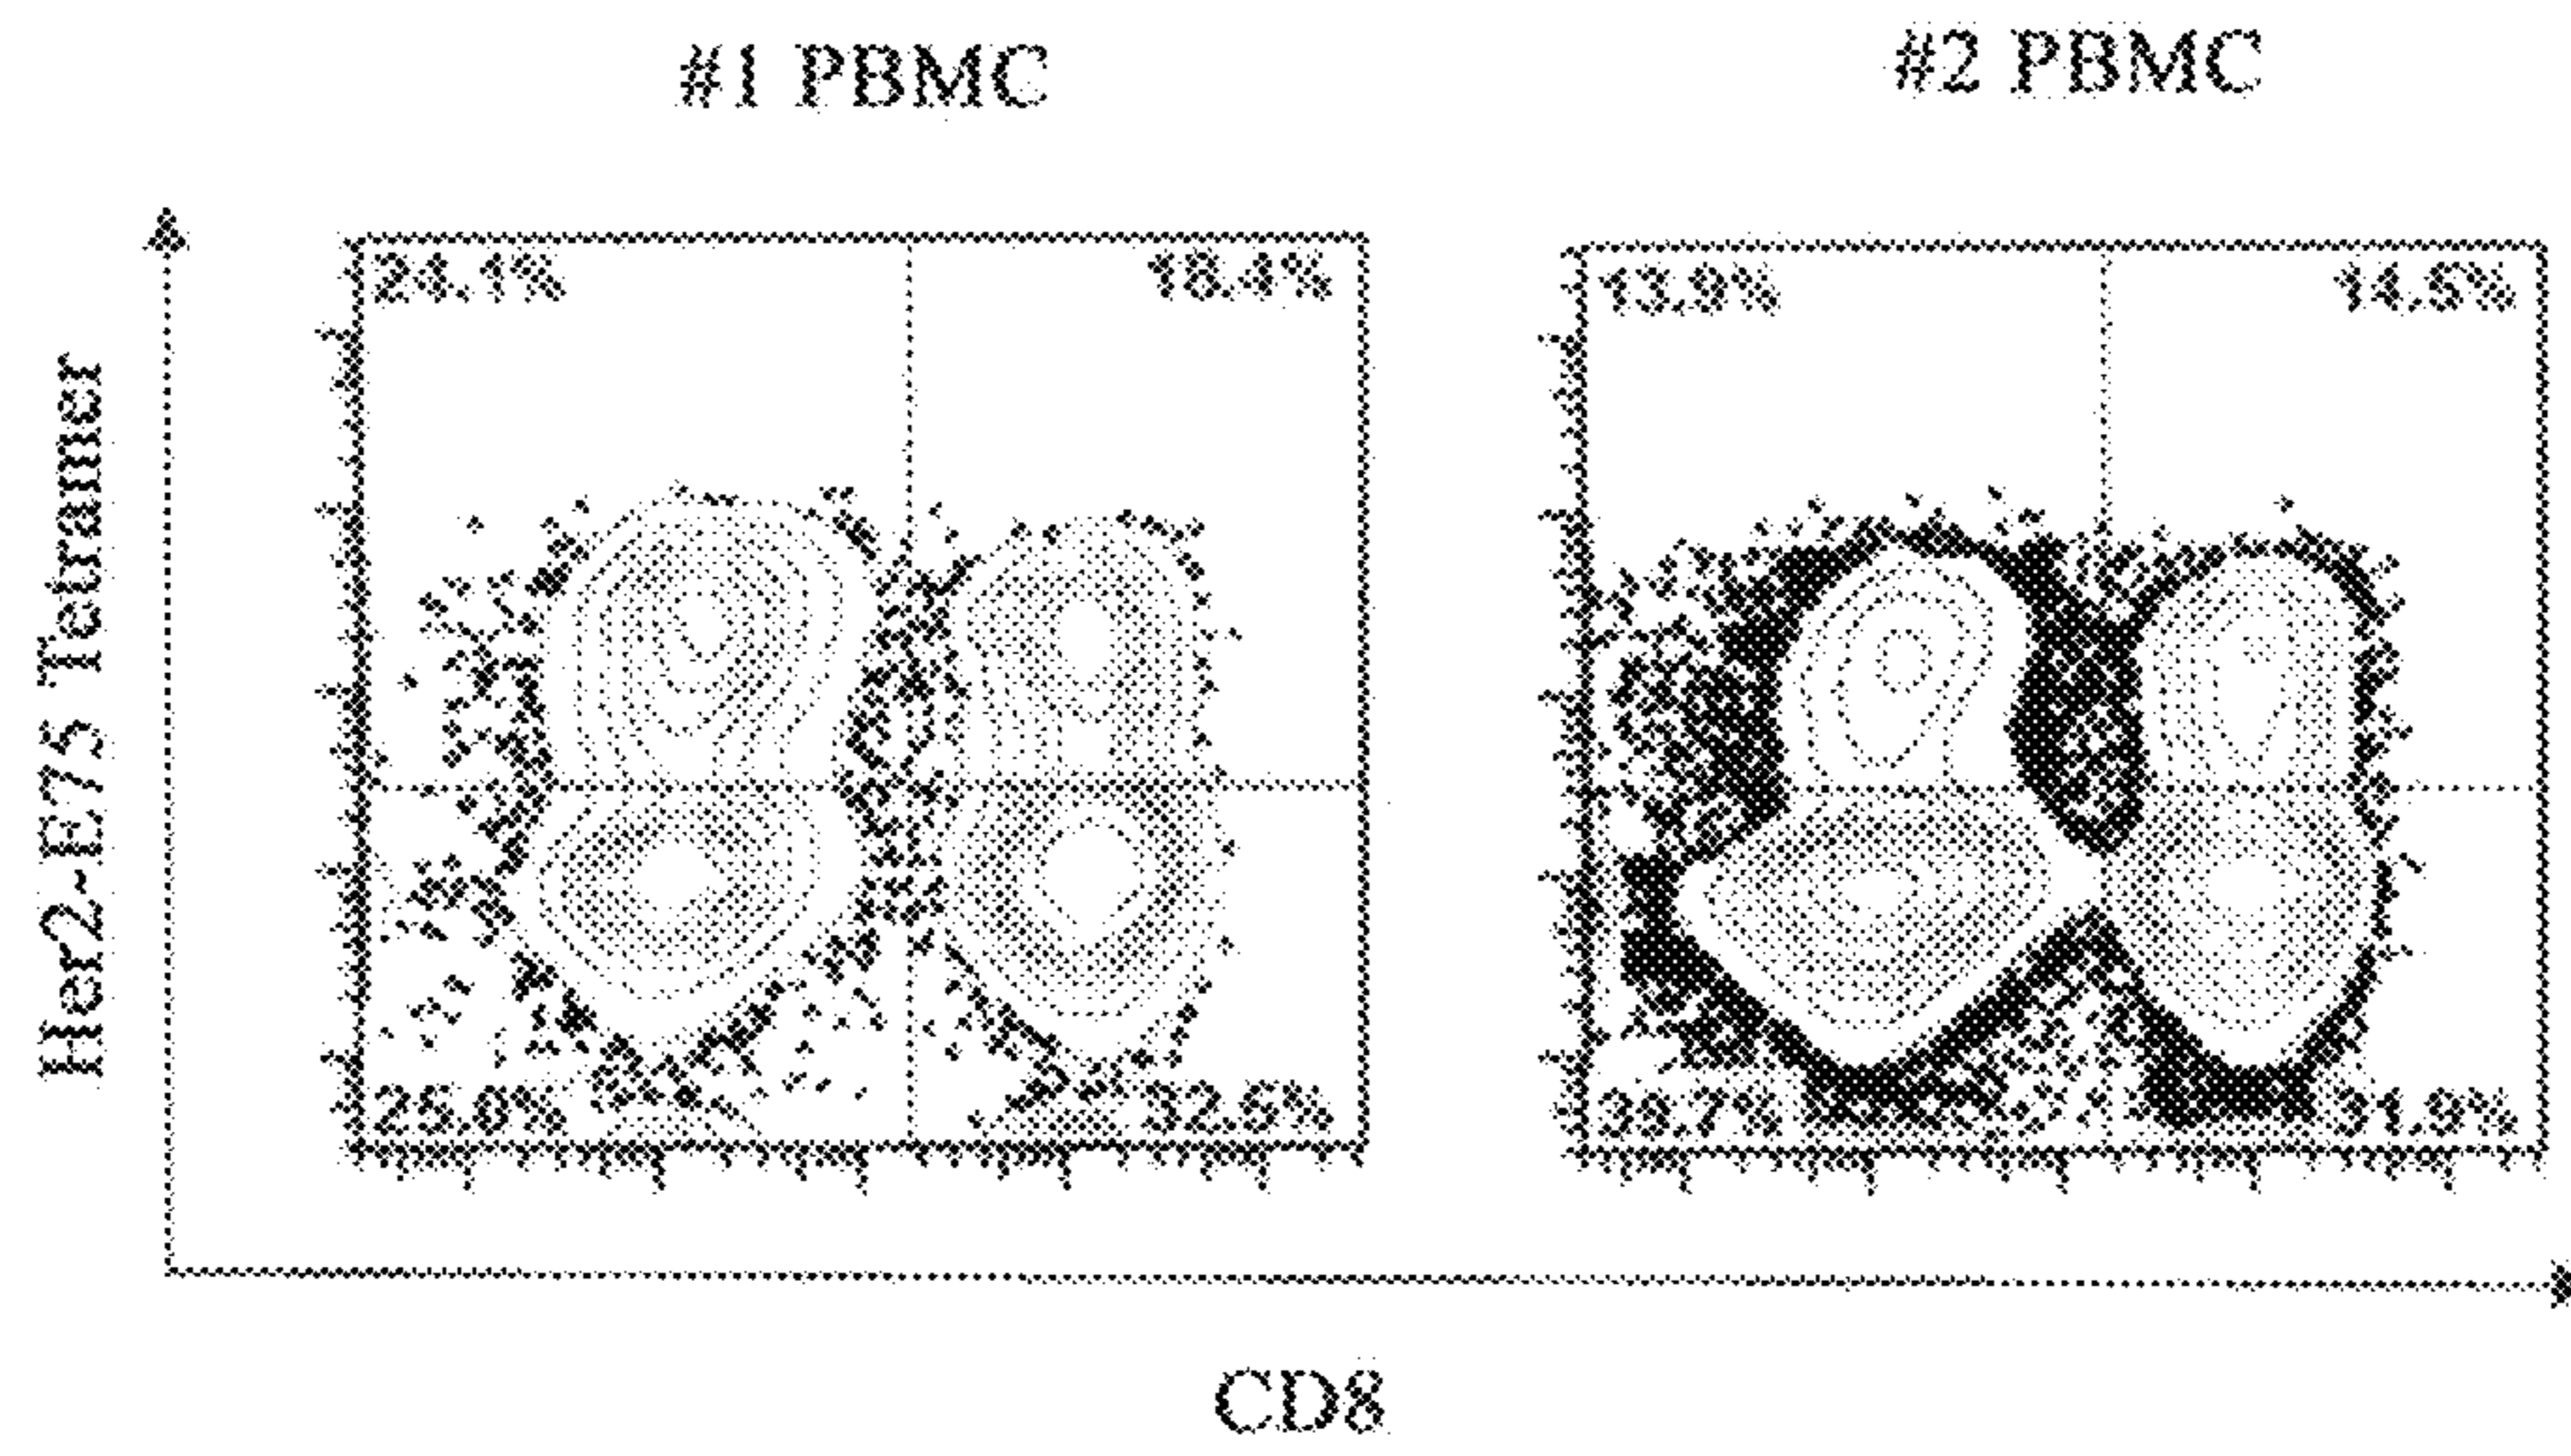 #1 PBMC
#2 PBMC
24.1%
18.4%
13.9%
14.5%
Her2-E75 Tetramer
25.0%
32.5%
39.7%
31.9%
CD8